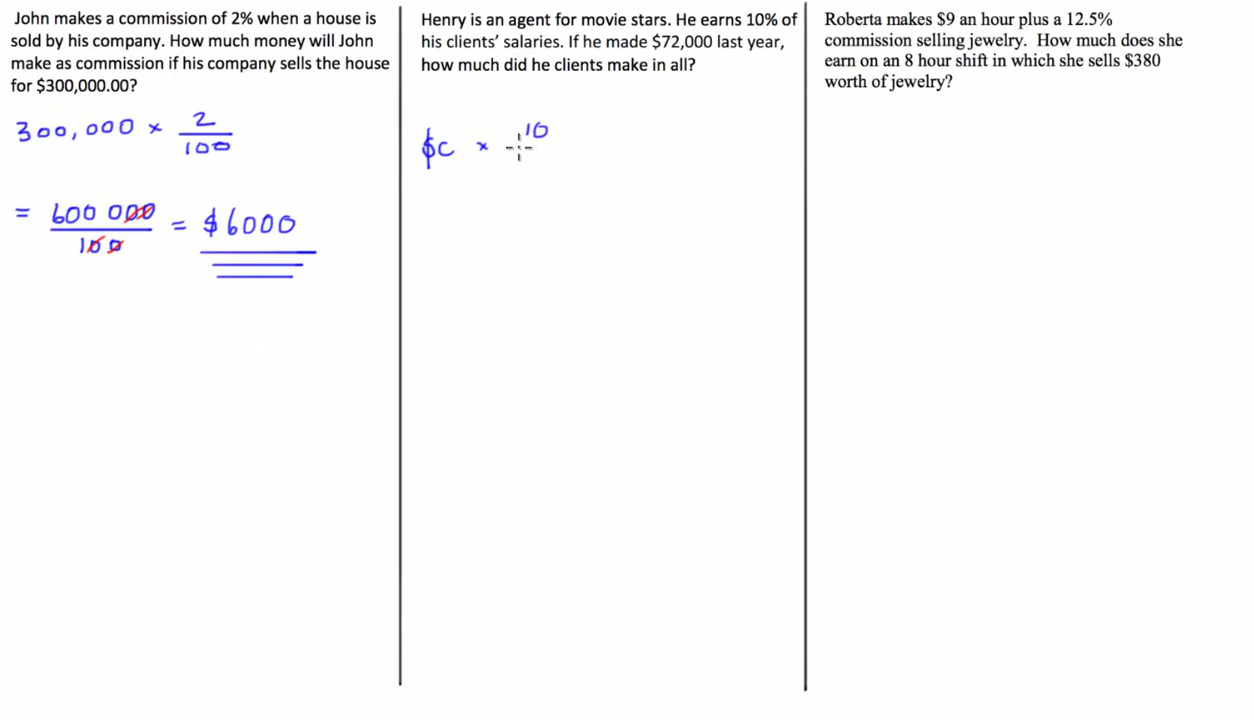 John makes a commission of 2% when a house is
sold by his company. How much money will John
make as commission if his company sells the house
for $300,000.00?
300,000 × 2/100
= 600 000/100 = $6000
Henry is an agent for movie stars. He earns 10% of
his clients' salaries. If he made $72,000 last year,
how much did he clients make in all?
$C × 10
Roberta makes $9 an hour plus a 12.5%
commission selling jewelry. How much does she
earn on an 8 hour shift in which she sells $380
worth of jewelry?